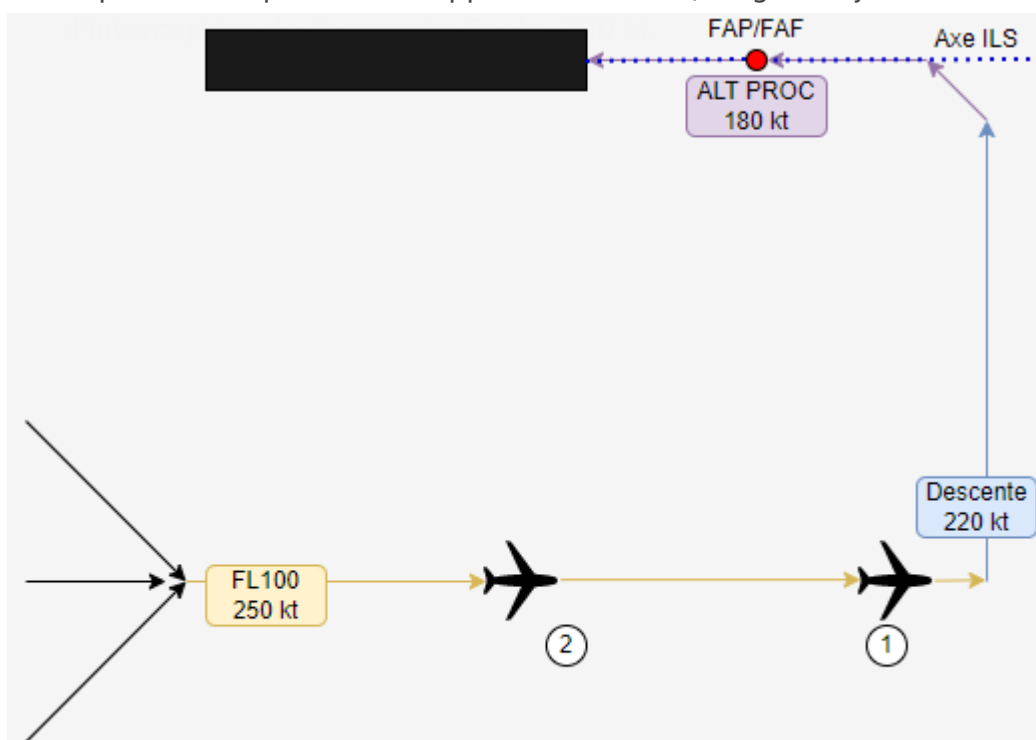 FAP/FAF
Axe ILS
ALT PROC
180 kt
Descente
220 kt
FL100
250 kt
2
1